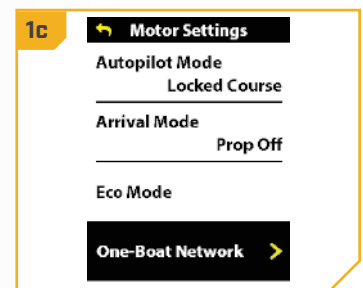 1c
Motor Settings
Autopilot Mode
Locked Course
Arrival Mode
Prop Off
Eco Mode
One-Boat Network